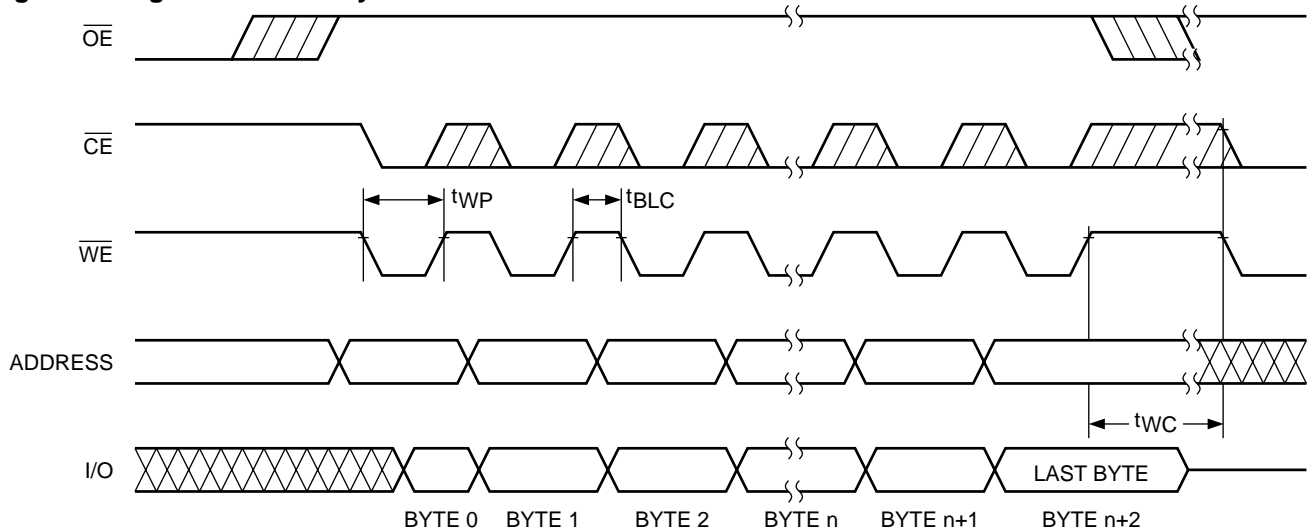 OE
CE
tWP
tBLC
WE
ADDRESS
tWC
I/O
LAST BYTE
BYTE 0 BYTE 1 BYTE 2 BYTE n BYTE n+1 BYTE n+2